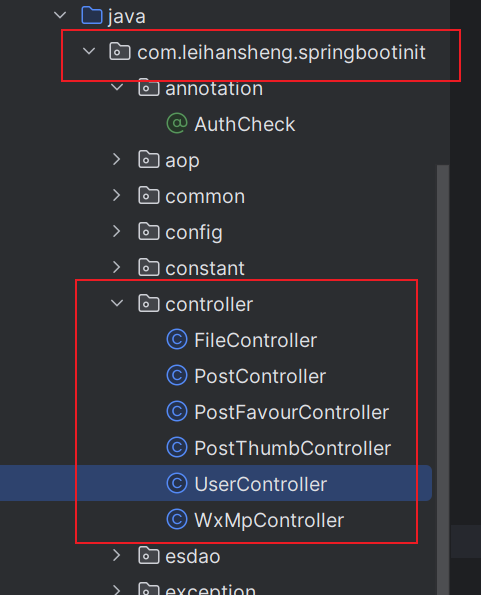 java
com.leihansheng.springbootinit
annotation
AuthCheck
aop
common
config
constant
controller
FileController
PostController
PostFavourController
PostThumbController
UserController
WxMpController
esdao
exception